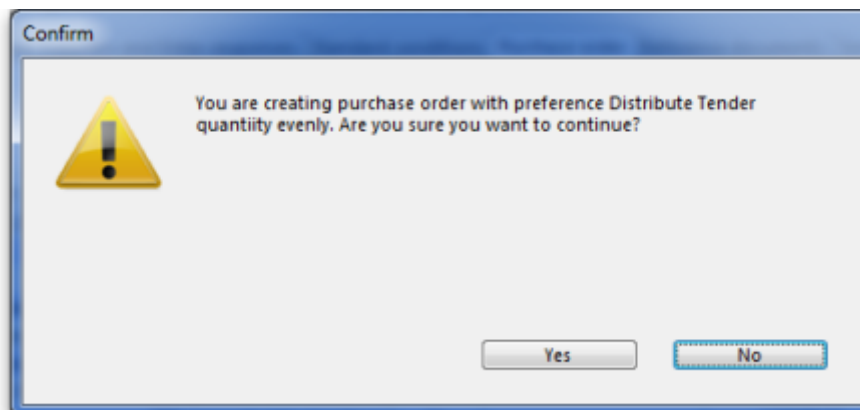 Confirm
You are creating purchase order with preference Distribute Tender
quantiity evenly. Are you sure you want to continue?
Yes
No